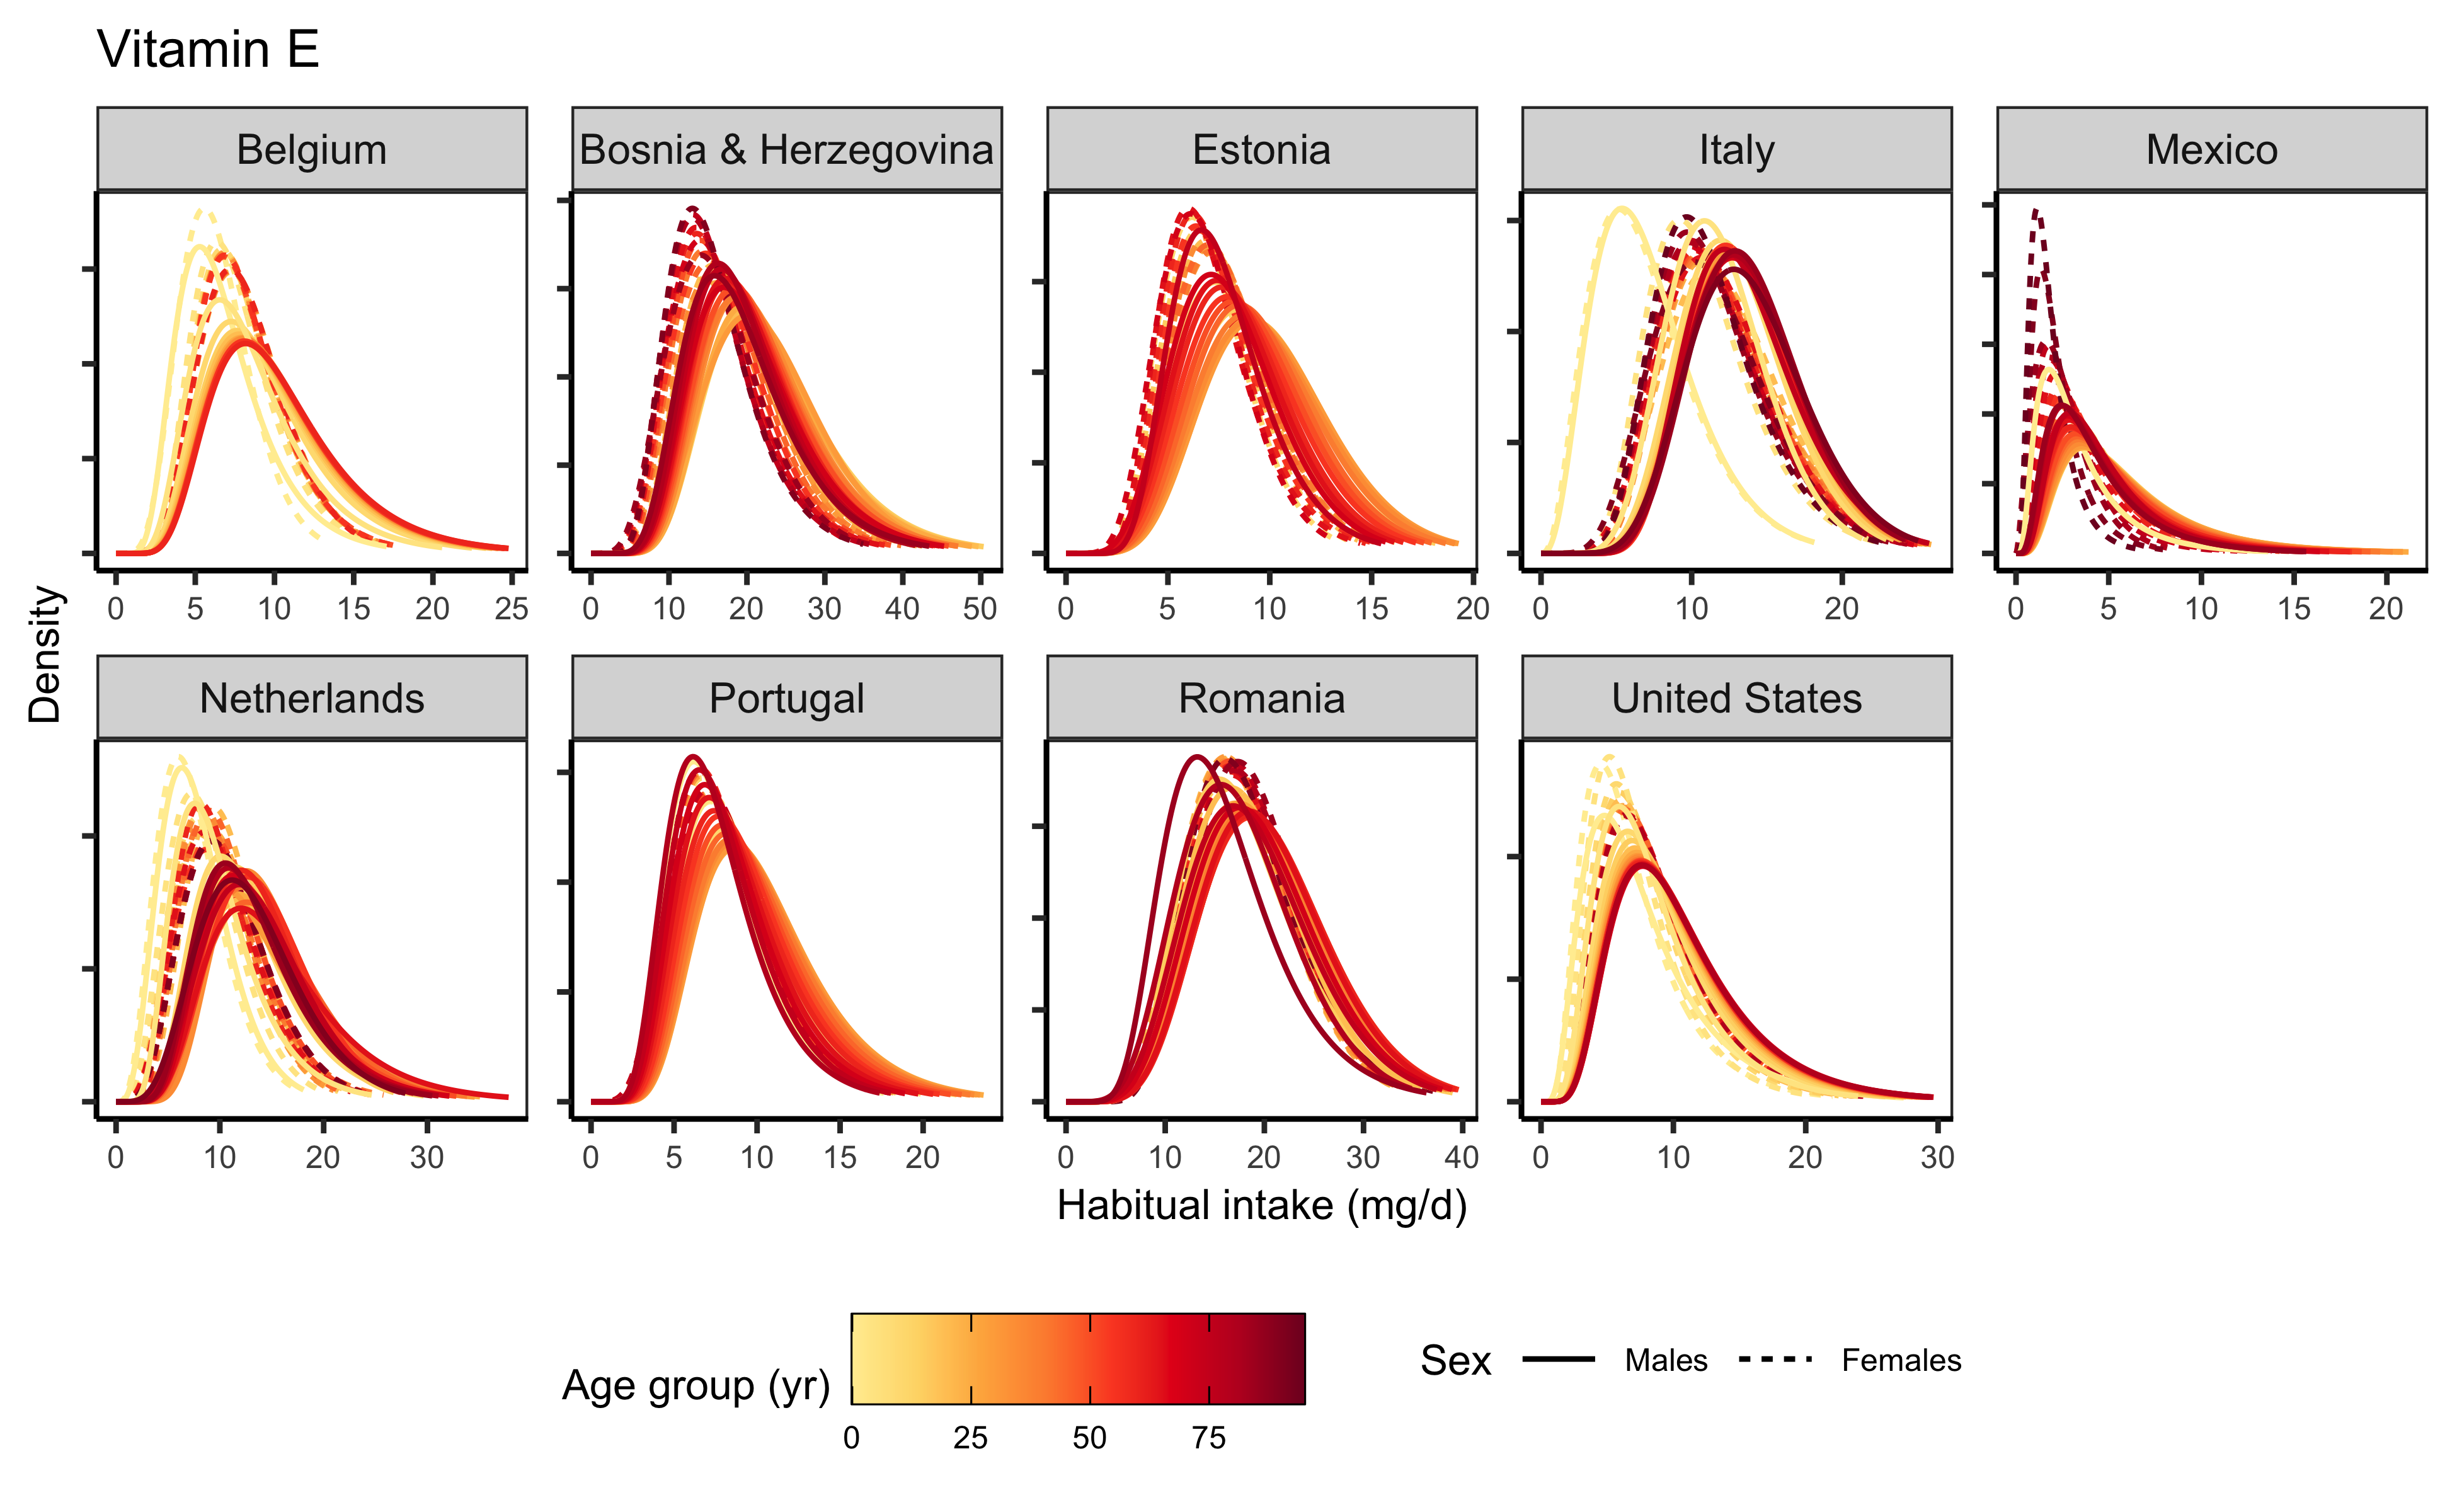 Vitamin E
Belgium
Bosnia & Herzegovina
Estonia
Italy
Mexico
0 5 10 15 20 25
0 10 20 30 40 50
0 5 10 15 20
0 10 20
0 5 10 15 20
Density
Netherlands
Portugal
Romania
United States
0 10 20 30
0 5 10 15 20
0 10 20 30 40
0 10 20 30
Habitual intake (mg/d)
Age group (yr)
0 25 50 75
Sex
Males
Females